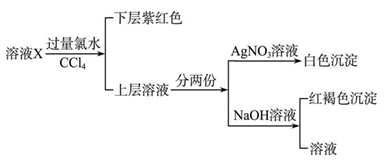 下层紫红色
溶液X
过量氯水
CCl₄
上层溶液
分两份
AgNO₃溶液
白色沉淀
NaOH溶液
红褐色沉淀
溶液